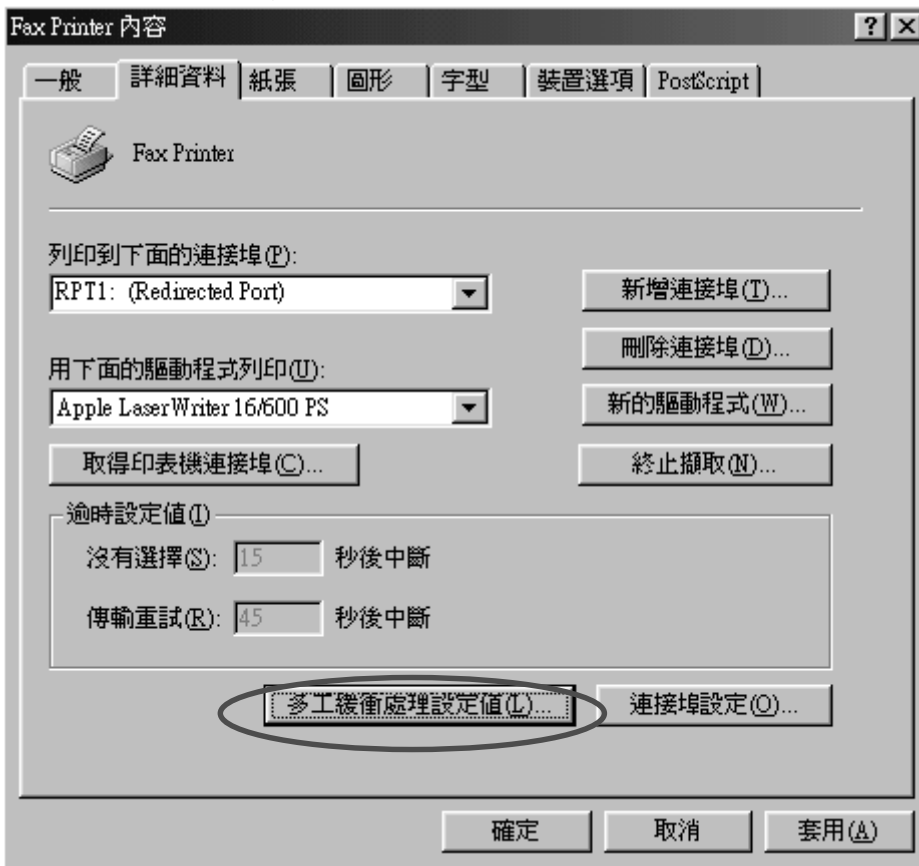 Fax Printer 內容
一般 詳細資料 紙張 圖形 字型 裝置選項 PostScript
Fax Printer
列印到下面的連接埠(P):
RPT1: (Redirected Port)
新增連接埠(T)...
刪除連接埠(D)...
用下面的驅動程式列印(U):
Apple LaserWriter 16/600 PS
新的驅動程式(W)...
取得印表機連接埠(C)...
終止擷取(N)...
逾時設定值(I)
沒有選擇(S): 15 秒後中斷
傳輸重試(R): 45 秒後中斷
多工緩衝處理設定值(L)...
連接埠設定(O)...
確定 取消 套用(A)